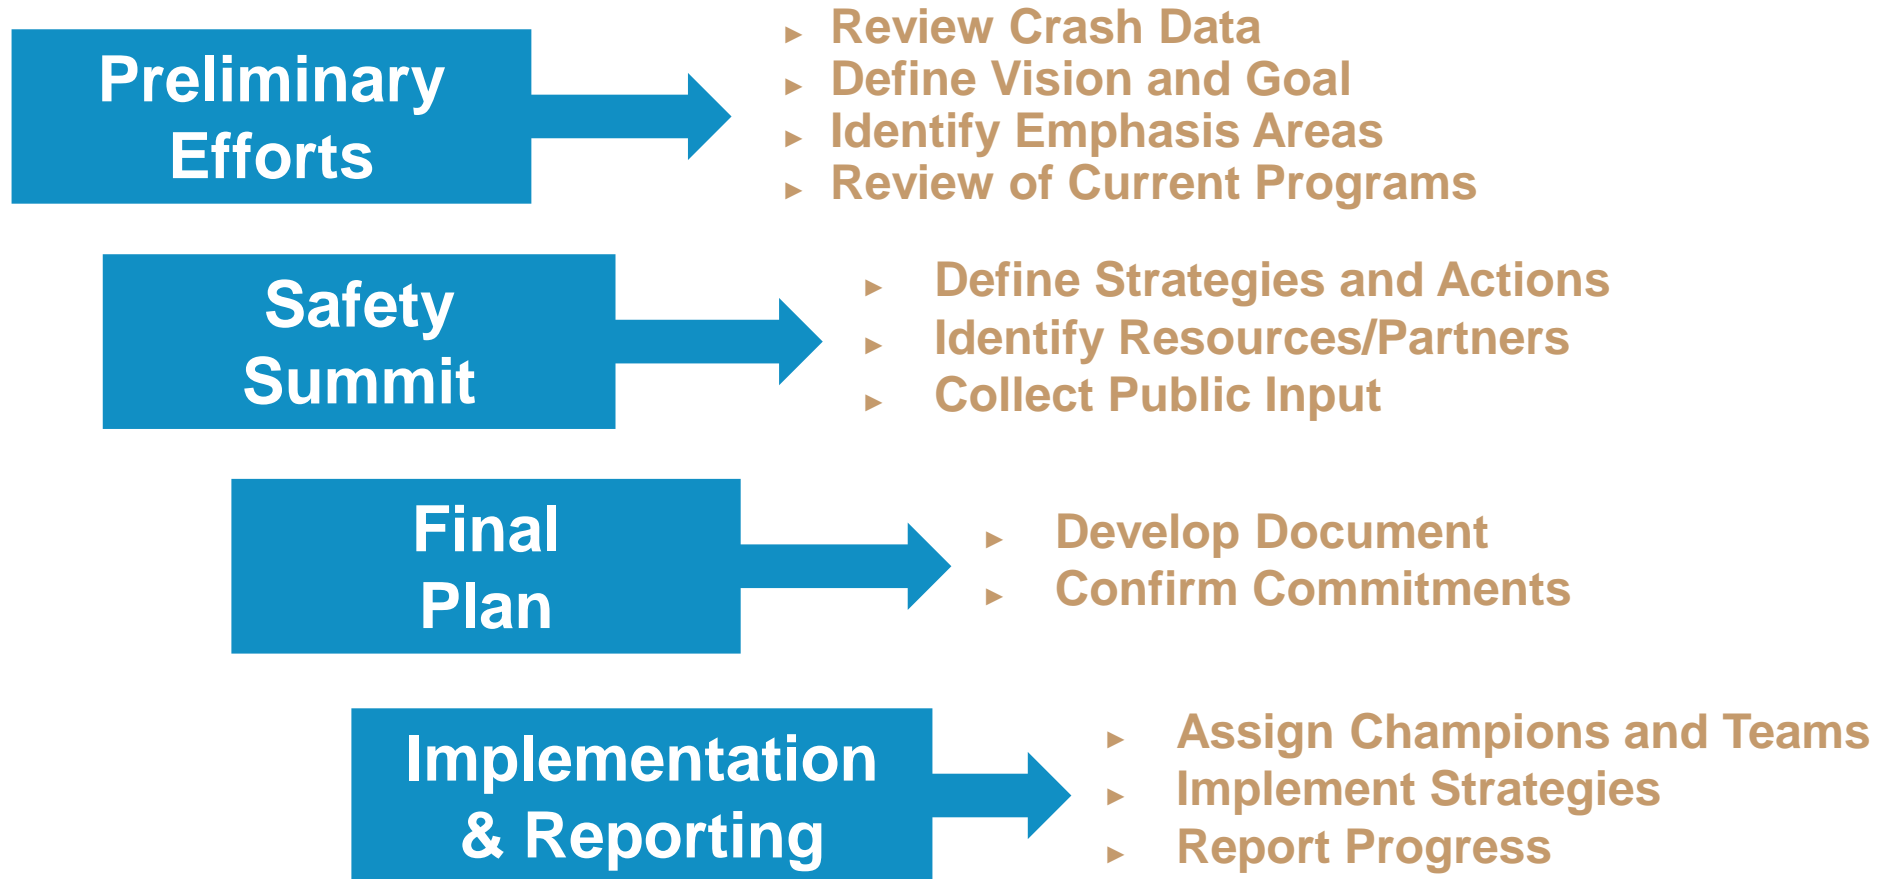 Preliminary
Efforts
► Review Crash Data
► Define Vision and Goal
► Identify Emphasis Areas
► Review of Current Programs
Safety
Summit
► Define Strategies and Actions
► Identify Resources/Partners
► Collect Public Input
Final
Plan
► Develop Document
► Confirm Commitments
Implementation
& Reporting
► Assign Champions and Teams
► Implement Strategies
► Report Progress